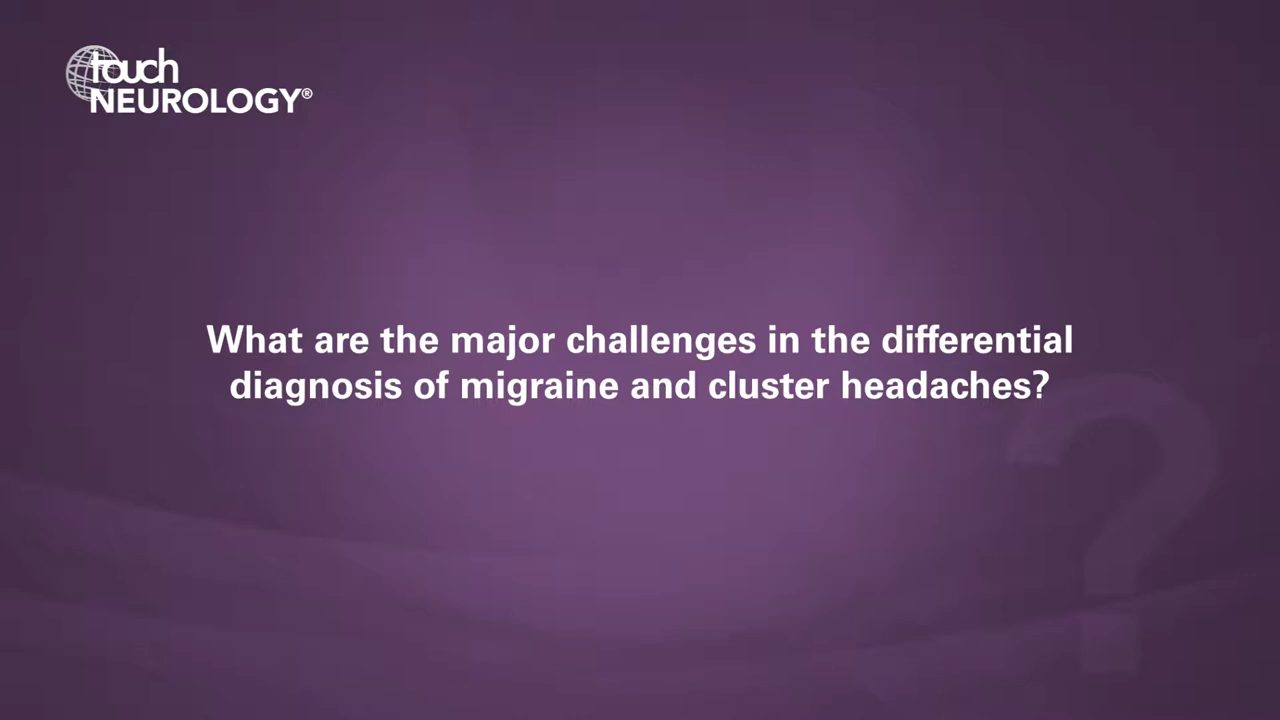 touch
NEUROLOGY®
What are the major challenges in the differential
diagnosis of migraine and cluster headaches?
?